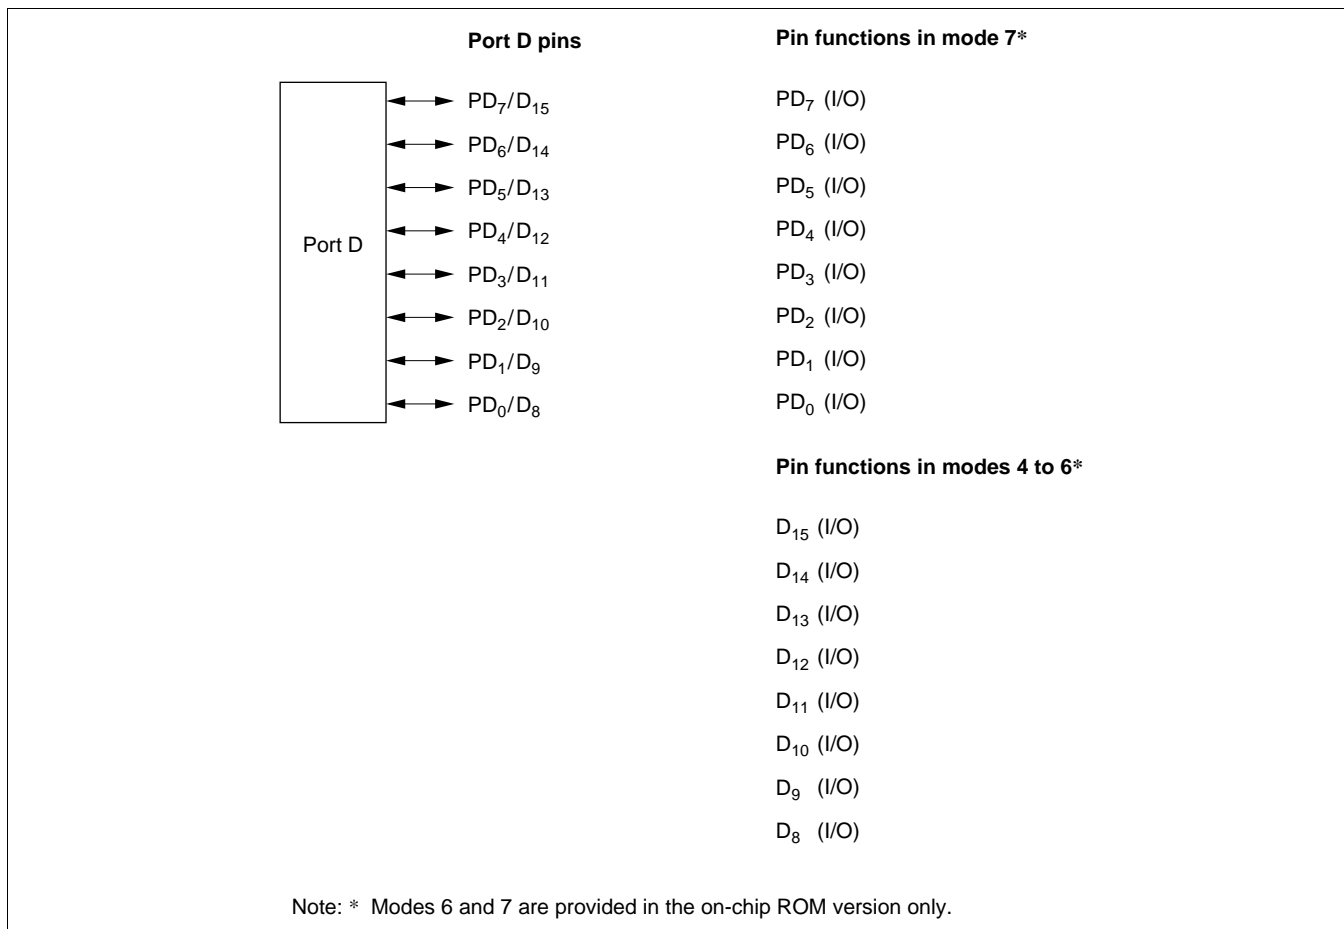 Port D pins
Port D
PD₇/D₁₅
PD₆/D₁₄
PD₅/D₁₃
PD₄/D₁₂
PD₃/D₁₁
PD₂/D₁₀
PD₁/D₉
PD₀/D₈
Pin functions in mode 7*
PD₇ (I/O)
PD₆ (I/O)
PD₅ (I/O)
PD₄ (I/O)
PD₃ (I/O)
PD₂ (I/O)
PD₁ (I/O)
PD₀ (I/O)
Pin functions in modes 4 to 6*
D₁₅ (I/O)
D₁₄ (I/O)
D₁₃ (I/O)
D₁₂ (I/O)
D₁₁ (I/O)
D₁₀ (I/O)
D₉ (I/O)
D₈ (I/O)
Note: * Modes 6 and 7 are provided in the on-chip ROM version only.